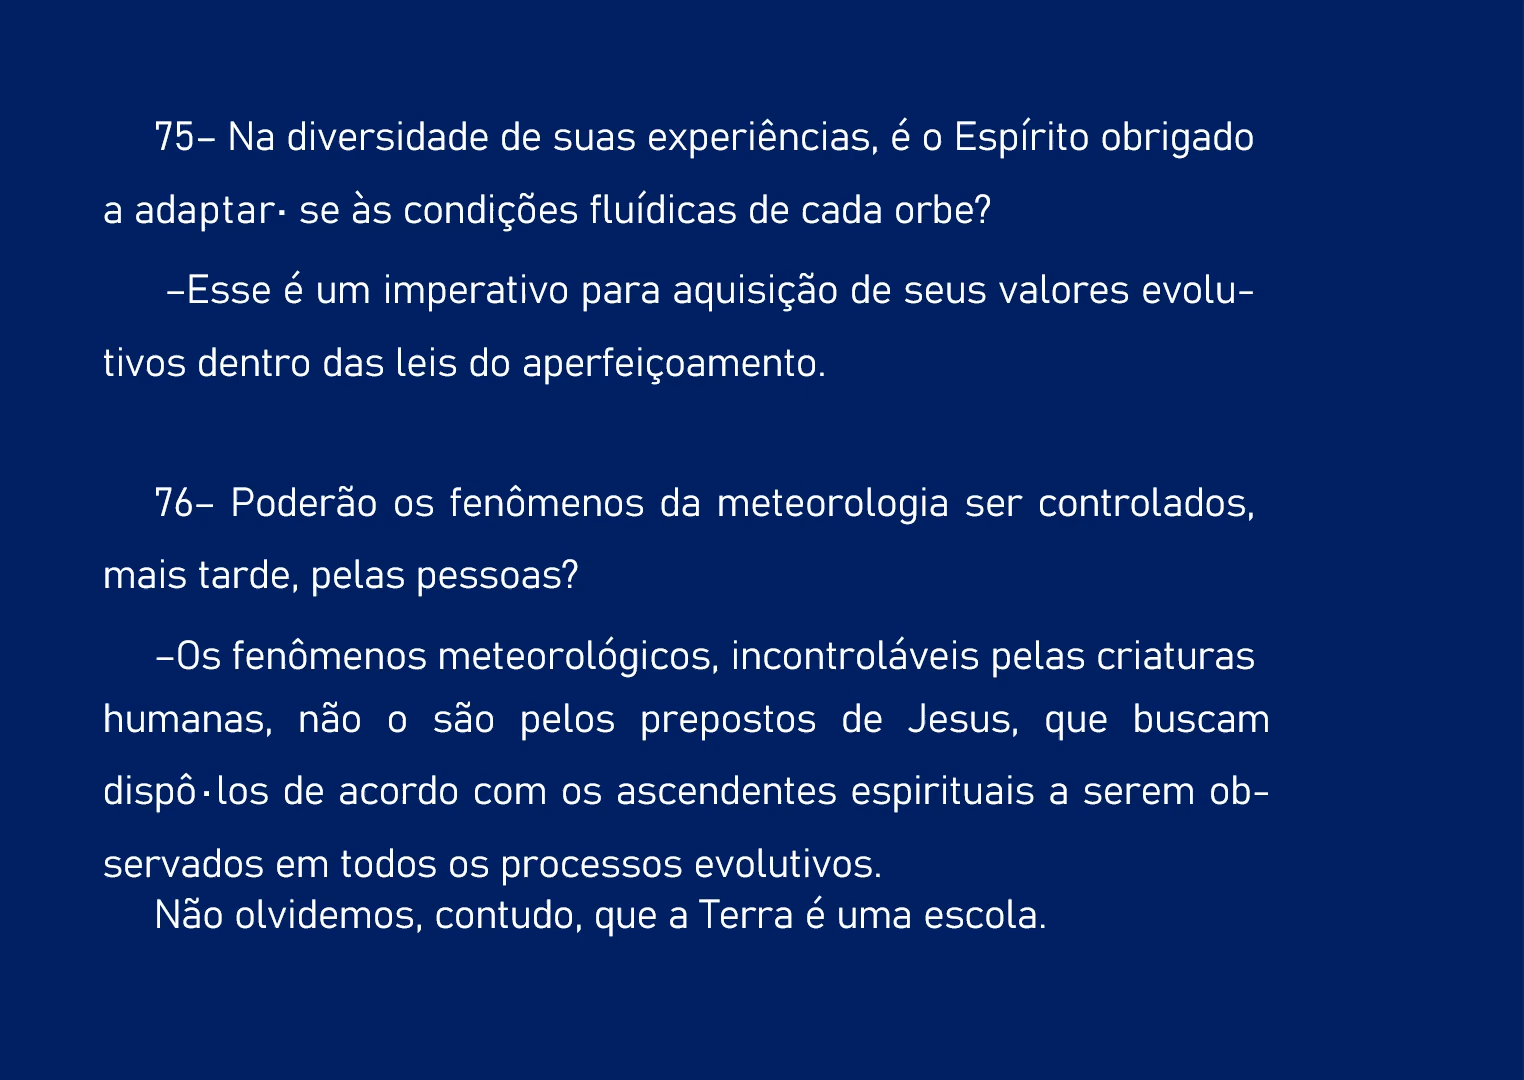 75– Na diversidade de suas experiências, é o Espírito obrigado
a adaptar· se às condições fluídicas de cada orbe?
–Esse é um imperativo para aquisição de seus valores evolu-
tivos dentro das leis do aperfeiçoamento.
76– Poderão os fenômenos da meteorologia ser controlados,
mais tarde, pelas pessoas?
–Os fenômenos meteorológicos, incontroláveis pelas criaturas
humanas, não o são pelos prepostos de Jesus, que buscam
dispô·los de acordo com os ascendentes espirituais a serem ob-
servados em todos os processos evolutivos.
Não olvidemos, contudo, que a Terra é uma escola.